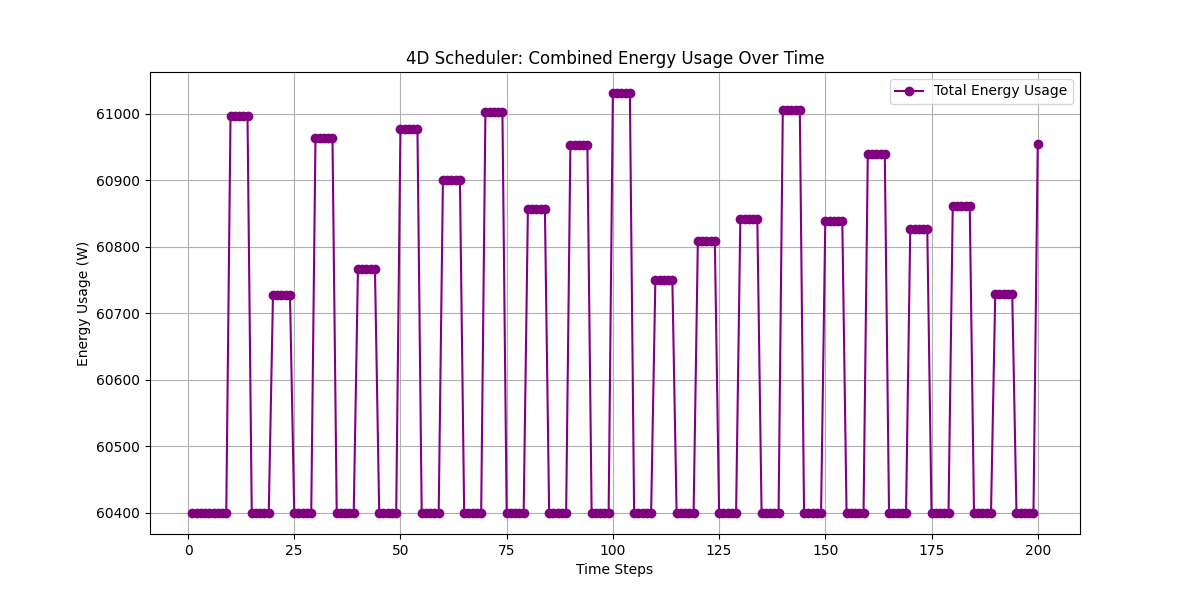 4D Scheduler: Combined Energy Usage Over Time
Total Energy Usage
Energy Usage (W)
61000
60900
60800
60700
60600
60500
60400
0 25 50 75 100 125 150 175 200
Time Steps